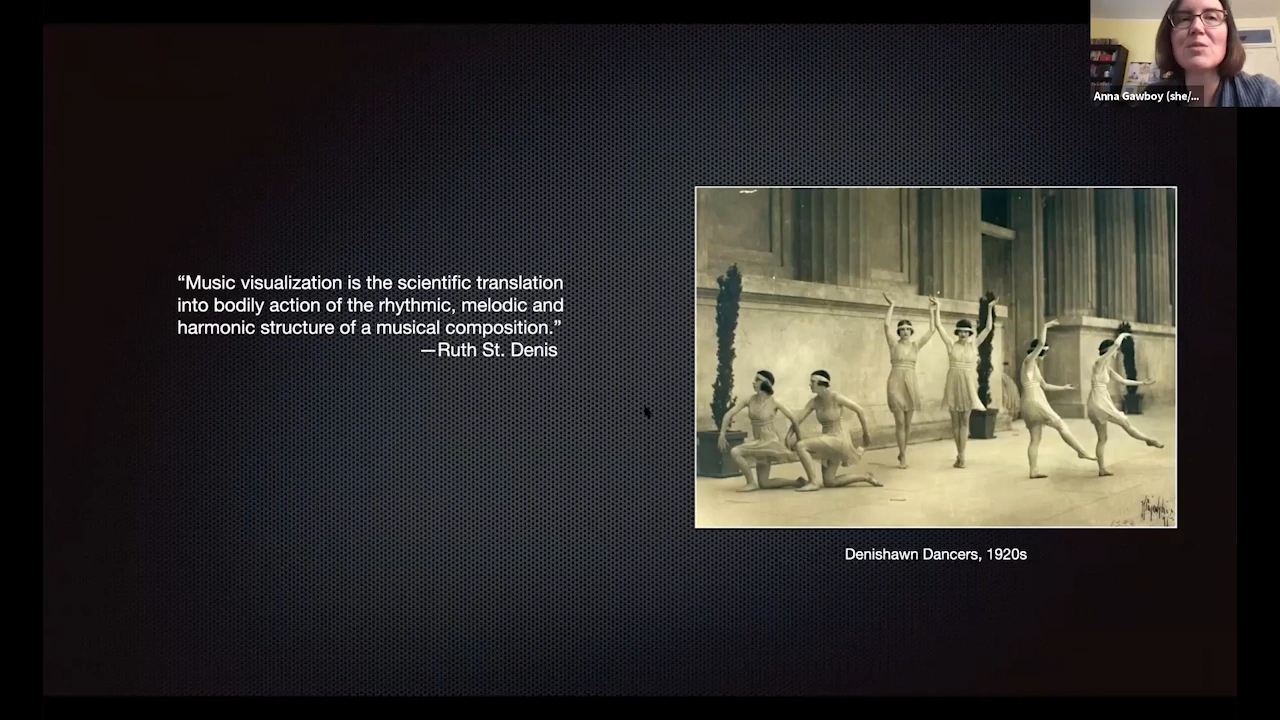 Anna Gawboy (she/...
“Music visualization is the scientific translation
into bodily action of the rhythmic, melodic and
harmonic structure of a musical composition.”
—Ruth St. Denis
Denishawn Dancers, 1920s